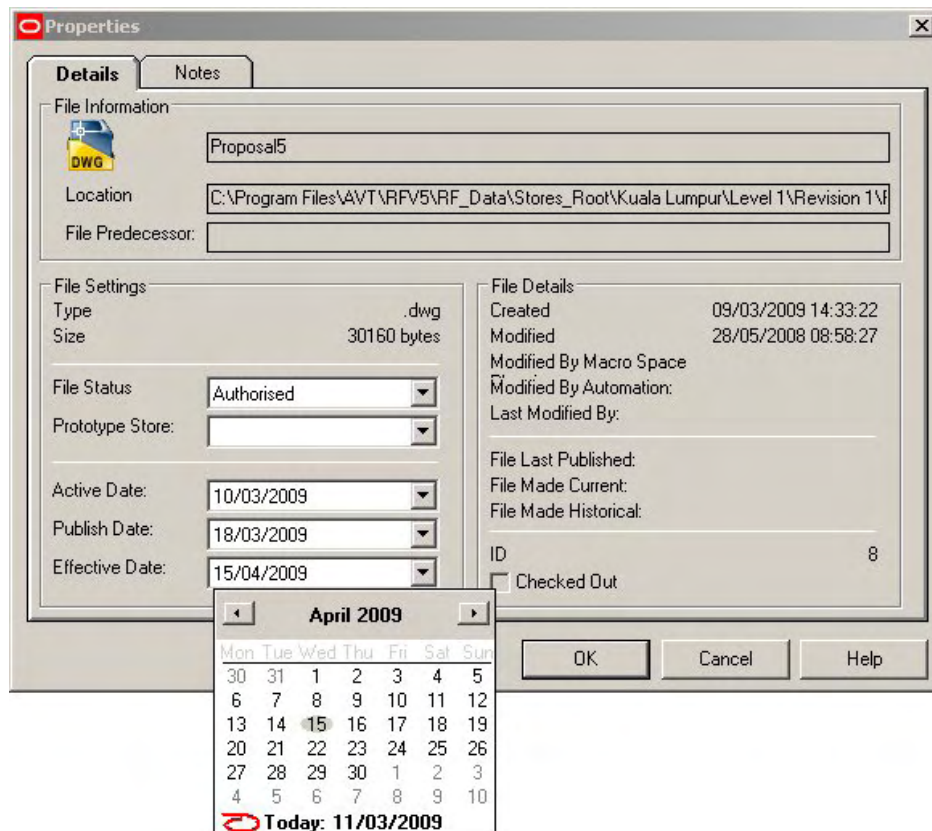 Properties
Details Notes
File Information
DWG
Proposal5
Location C:\Program Files\AVT\RFV5\RF_Data\Stores_Root\Kuala Lumpur\Level 1\Revision 1\
File Predecessor:
File Settings
Type .dwg
Size 30160 bytes
File Status Authorised
Prototype Store:
Active Date: 10/03/2009
Publish Date: 18/03/2009
Effective Date: 15/04/2009
File Details
Created 09/03/2009 14:33:22
Modified 28/05/2008 08:58:27
Modified By Macro Space
Modified By Automation:
Last Modified By:
File Last Published:
File Made Current:
File Made Historical:
ID 8
Checked Out
April 2009
Mon Tue Wed Thu Fri Sat Sun
30 31 1 2 3 4 5
6 7 8 9 10 11 12
13 14 15 16 17 18 19
20 21 22 23 24 25 26
27 28 29 30 1 2 3
4 5 6 7 8 9 10
Today: 11/03/2009
OK Cancel Help